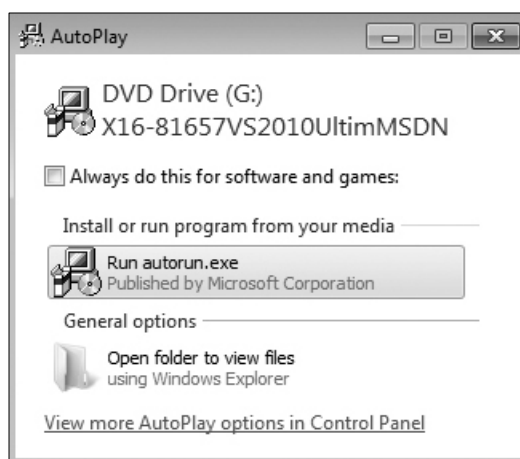 AutoPlay
DVD Drive (G:)
X16-81657VS2010UltimMSDN
Always do this for software and games:
Install or run program from your media
Run autorun.exe
Published by Microsoft Corporation
General options
Open folder to view files
using Windows Explorer
View more AutoPlay options in Control Panel